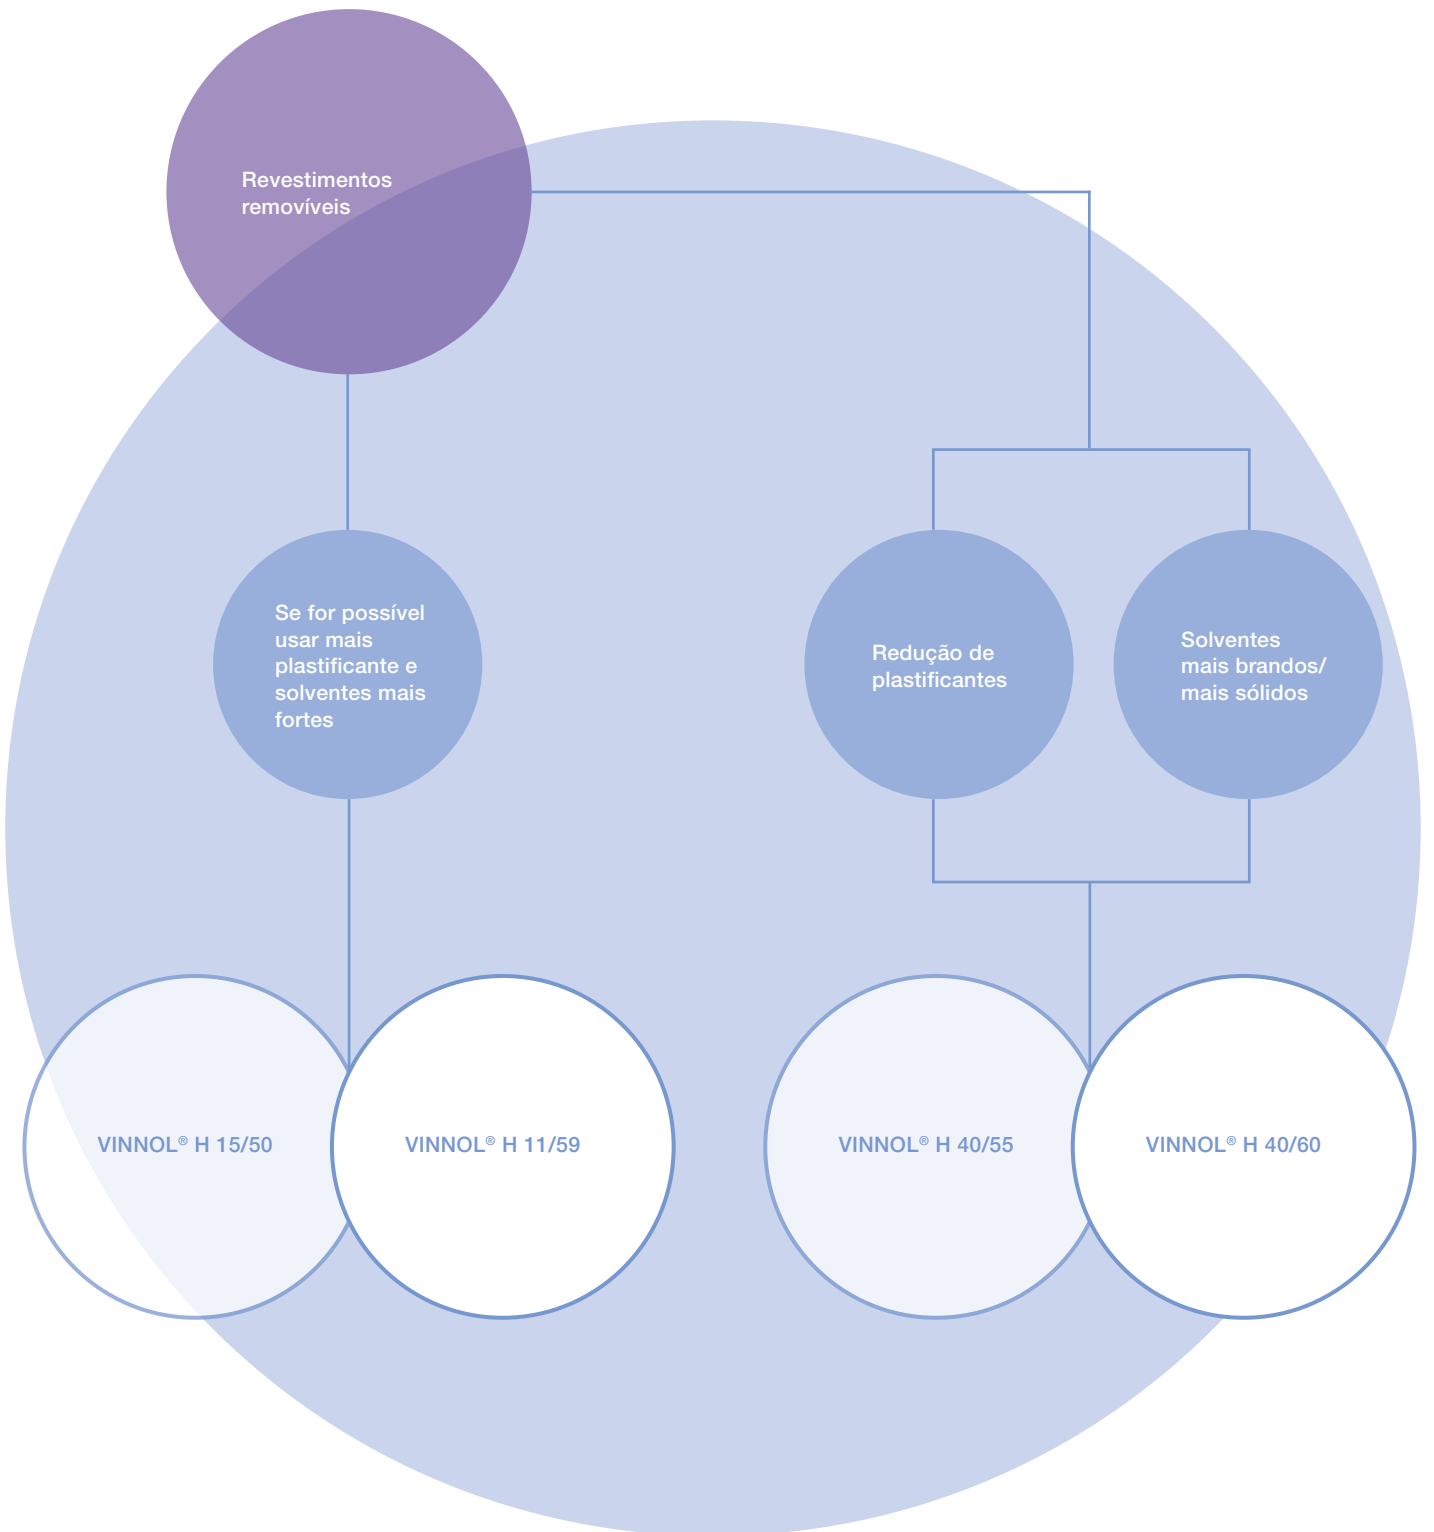 Revestimentos
removíveis
Se for possível
usar mais
plastificante e
solventes mais
fortes
Redução de
plastificantes
Solventes
mais brandos/
mais sólidos
VINNOL® H 15/50
VINNOL® H 11/59
VINNOL® H 40/55
VINNOL® H 40/60